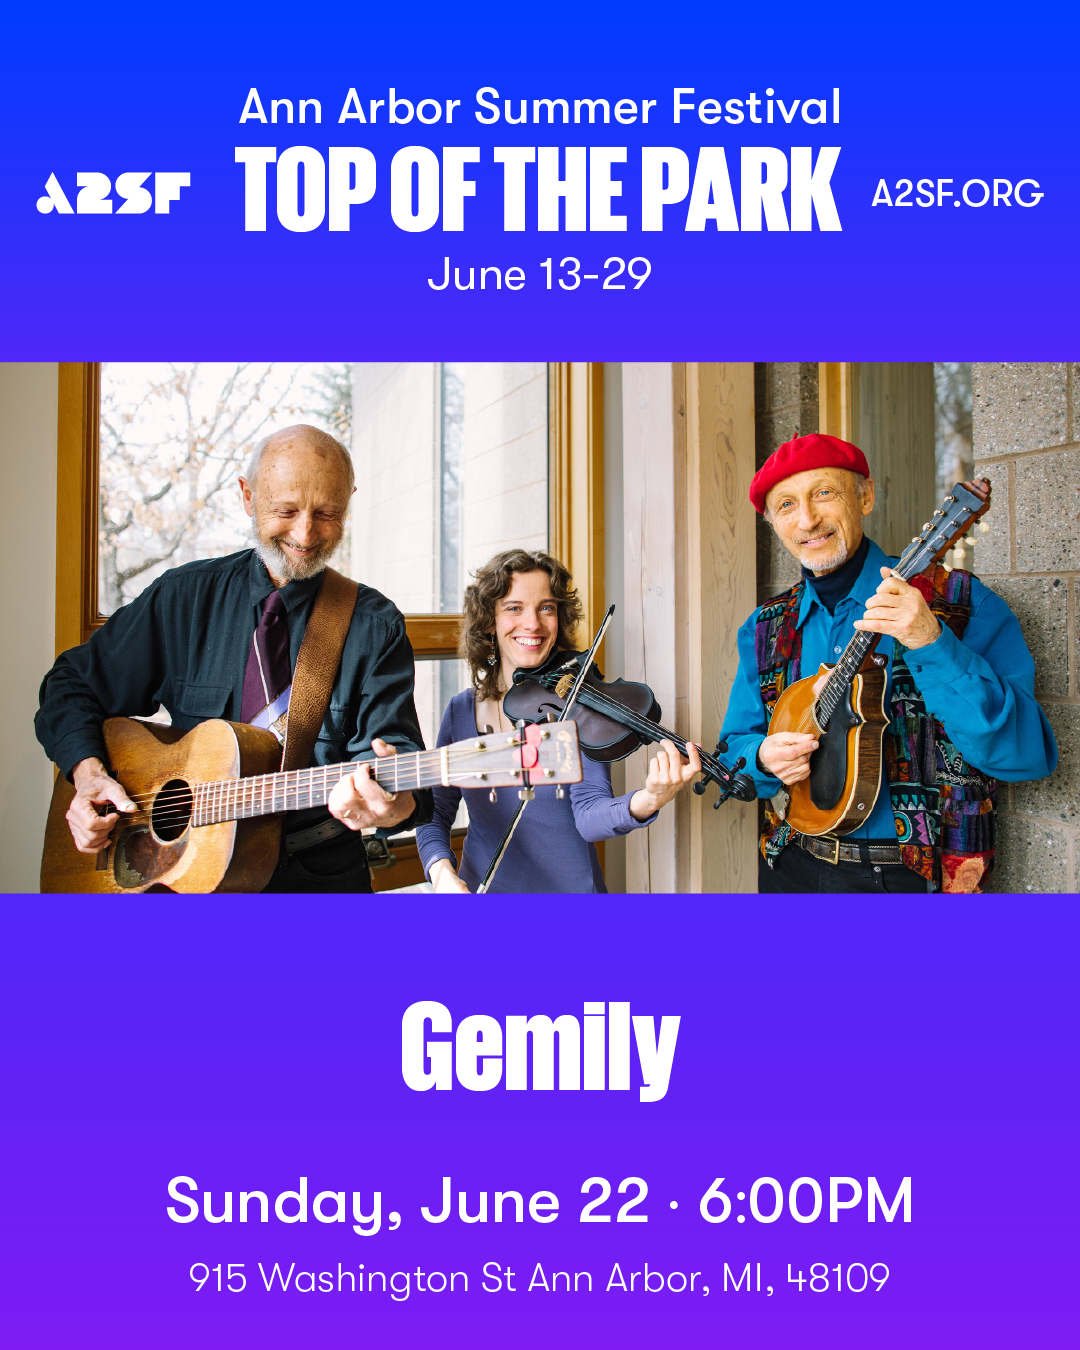 Ann Arbor Summer Festival
A2SF
TOP OF THE PARK
A2SF.ORG
June 13-29
Gemily
Sunday, June 22 · 6:00PM
915 Washington St Ann Arbor, MI, 48109